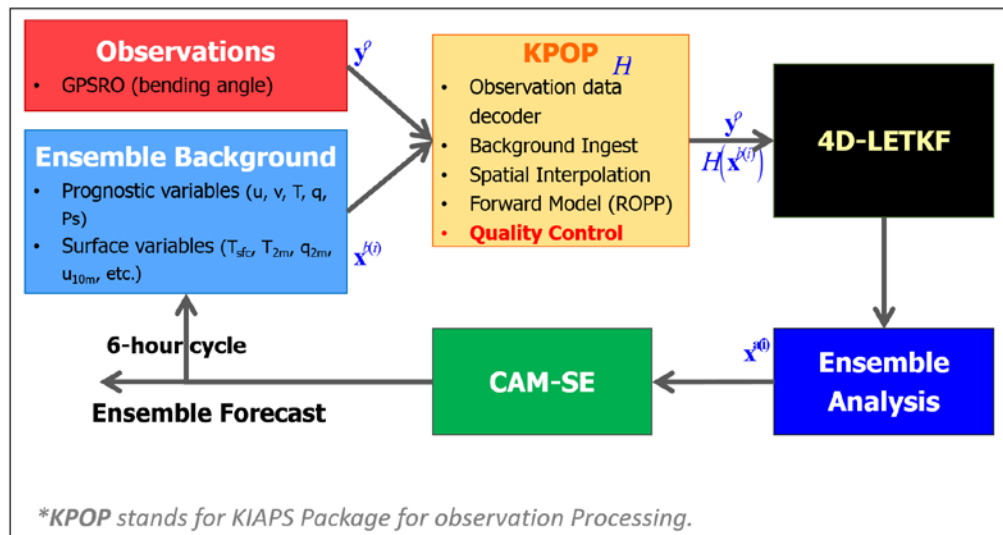 Observations
• GPSRO (bending angle)
yᵒ
Ensemble Background
• Prognostic variables (u, v, T, q,
Ps)
• Surface variables (Tsfc, T2m, q2m,
u10m, etc.)
x^b(i)
KPOP H
• Observation data
decoder
• Background Ingest
• Spatial Interpolation
• Forward Model (ROPP)
• Quality Control
yᵒ
H(x^b(i))
4D-LETKF
Ensemble
Analysis
x^a(i)
CAM-SE
6-hour cycle
Ensemble Forecast
*KPOP stands for KIAPS Package for observation Processing.